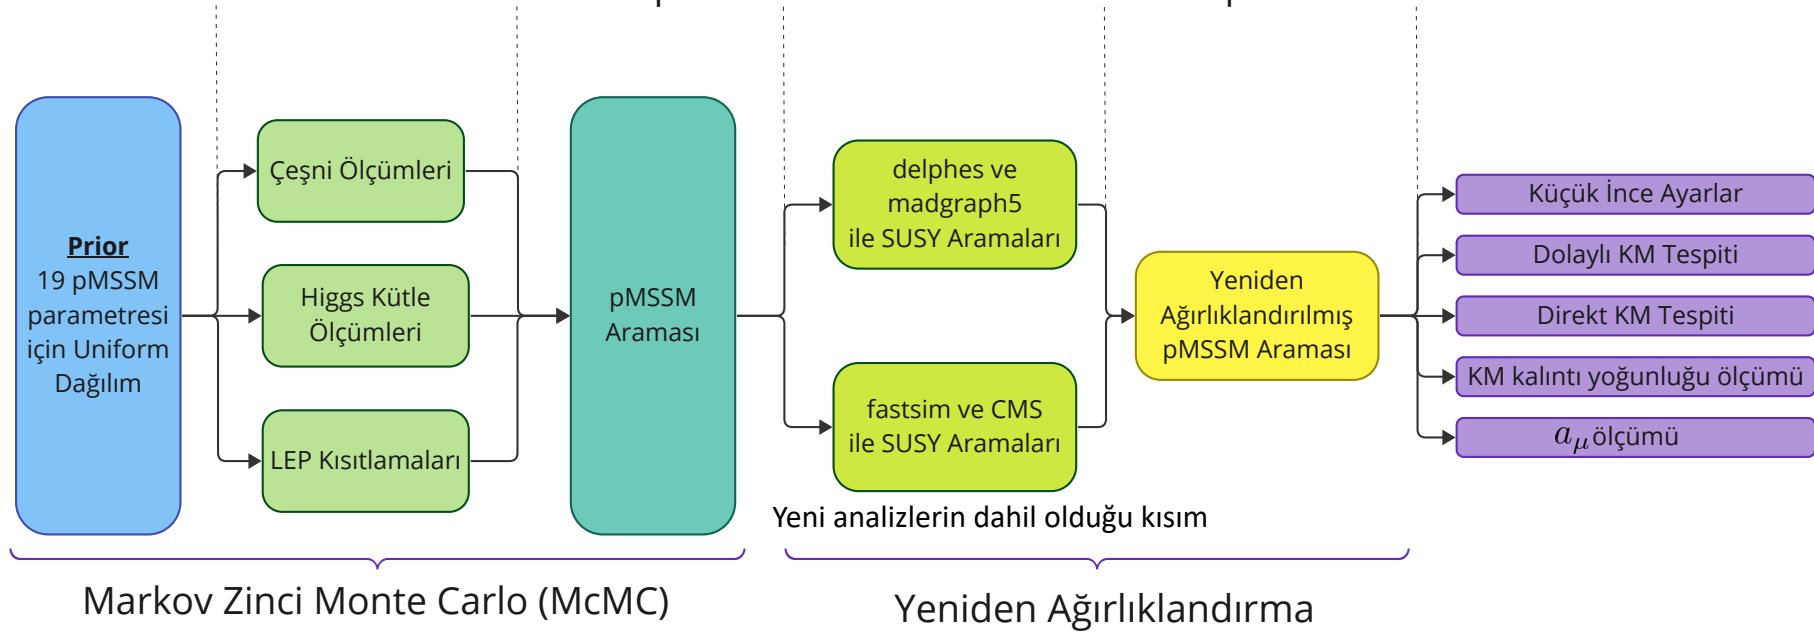 Prior
19 pMSSM
parametresi
için Uniform
Dağılım
Çeşni Ölçümleri
Higgs Kütle
Ölçümleri
LEP Kısıtlamaları
pMSSM
Araması
delphes ve
madgraph5
ile SUSY Aramaları
fastsim ve CMS
ile SUSY Aramaları
Yeniden
Ağırlıklandırılmış
pMSSM Araması
Küçük İnce Ayarlar
Dolaylı KM Tespiti
Direkt KM Tespiti
KM kalıntı yoğunluğu ölçümü
aμ ölçümü
Yeni analizlerin dahil olduğu kısım
Markov Zinci Monte Carlo (McMC)
Yeniden Ağırlıklandırma